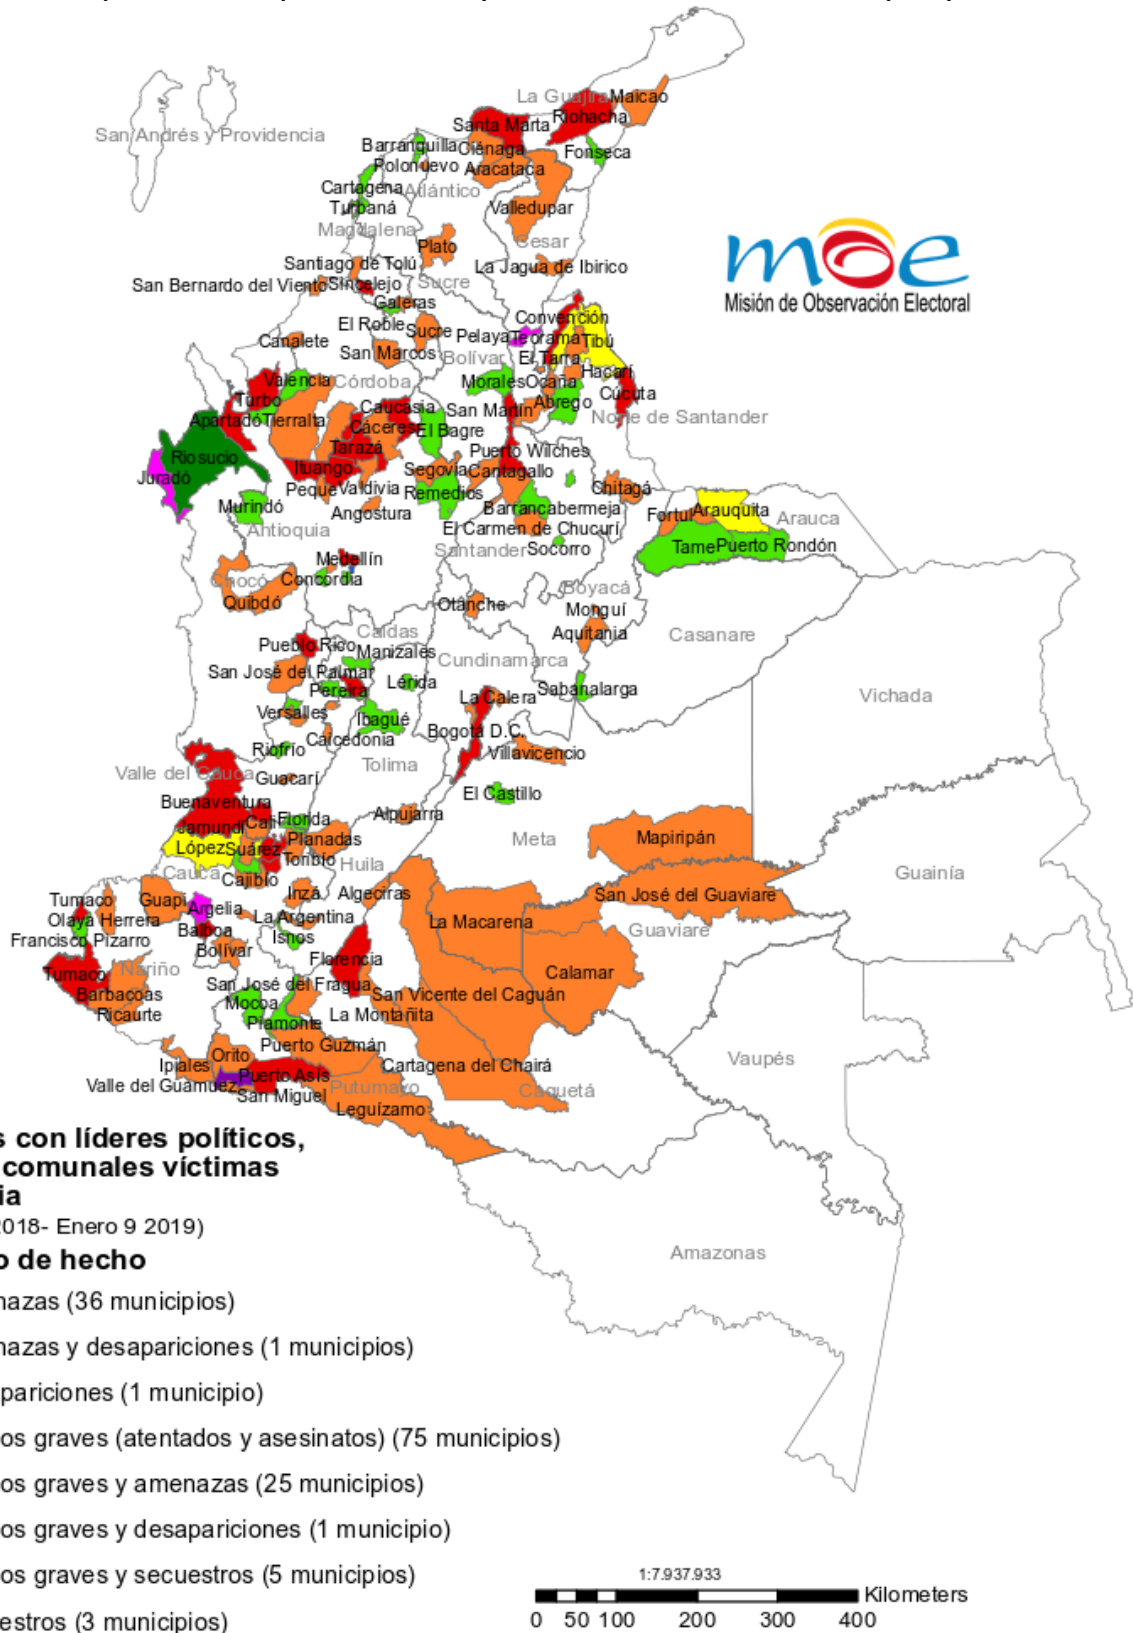 La Guajira
Maicao
Riohacha
Santa Marta
San Andrés y Providencia
Barranquilla
Ciénaga
Fonseca
Polonuevo
Aracataca
Cartagena
Atlántico
Turbaná
Valledupar
Magdalena
Plato
Cesar
Santiago de Tolú
La Jagua de Ibirico
San Bernardo del Viento
Sincelejo
Sucre
Galeras
moe
Misión de Observación Electoral
Convención
El Roble
Sucre
Pelaya
Teorama
Tibú
Canalete
San Marcos
Bolívar
El Tarra
Hacarí
Valencia
Córdoba
Morales
Ocaña
Cúcuta
Turbo
Caucasia
San Martín
Abrego
Norte de Santander
Apartadó
Tierralta
Cáceres
El Bagre
Tarazá
Puerto Wilches
Riosucio
Ituango
Segovia
Cantagallo
Juradó
Peque
Valdivia
Remedios
Chitagá
Murindó
Angostura
Barrancabermeja
Fortul
Arauquita
Arauca
Antioquia
El Carmen de Chucurí
Santander
Socorro
Tame
Puerto Rondón
Medellín
Chocó
Concordia
Boyacá
Quibdó
Otanche
Monguí
Caldas
Aquitania
Casanare
Pueblo Rico
Manizales
Cundinamarca
San José del Palmar
Pereira
Lérida
La Calera
Sabanalarga
Vichada
Versalles
Ibagué
Bogotá D.C.
Caicedonia
Riofrío
Villavicencio
Tolima
Valle del Cauca
Guacarí
El Castillo
Buenaventura
Alpujarra
Jamundí
Cali
Florida
Planadas
Meta
Mapiripán
López
Suárez
Toribío
Huila
Guainía
Cauca
Cajibío
Tumaco
Guapi
Argelia
Inzá
Algeciras
San José del Guaviare
Olaya Herrera
La Argentina
La Macarena
Francisco Pizarro
Balboa
Isnos
Guaviare
Bolívar
Florencia
Tumaco
Nariño
Calamar
Barbacoas
San José del Fragua
San Vicente del Caguán
Ricaurte
Mocoa
La Montañita
Piamonte
Puerto Guzmán
Orito
Ipiales
Cartagena del Chairá
Vaupés
Valle del Guamuez
Puerto Asís
Putumayo
Caquetá
San Miguel
Leguízamo
s con líderes políticos,
comunales víctimas
ia
2018- Enero 9 2019)
o de hecho
Amazonas
nazas (36 municipios)
nazas y desapariciones (1 municipios)
pariciones (1 municipio)
os graves (atentados y asesinatos) (75 municipios)
os graves y amenazas (25 municipios)
os graves y desapariciones (1 municipio)
os graves y secuestros (5 municipios)
estros (3 municipios)
1:7.937.933
Kilometers
0 50 100 200 300 400